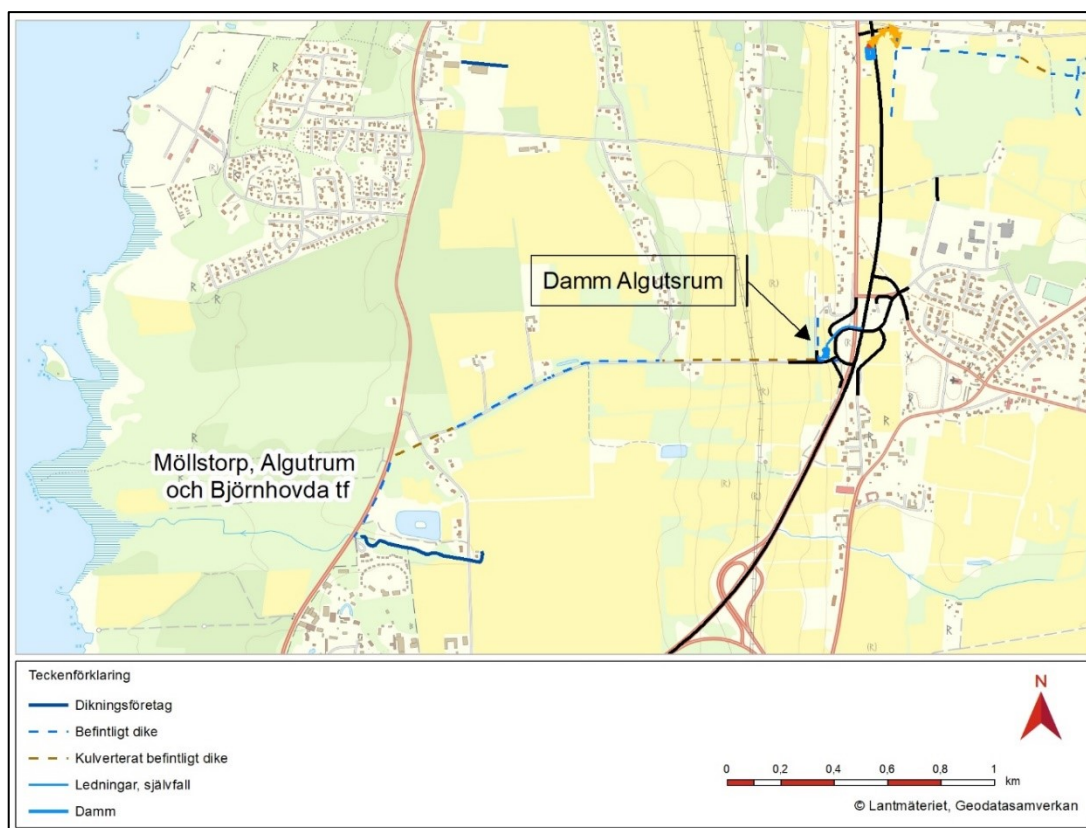 Damm Algutsrum
Möllstorp, Algutrum
och Björnhovda tf
Teckenförklaring
Dikningsföretag
Befintligt dike
Kulverterat befintligt dike
Ledningar, självfall
Damm
N
0 0,2 0,4 0,6 0,8 1
km
© Lantmäteriet, Geodatasamverkan